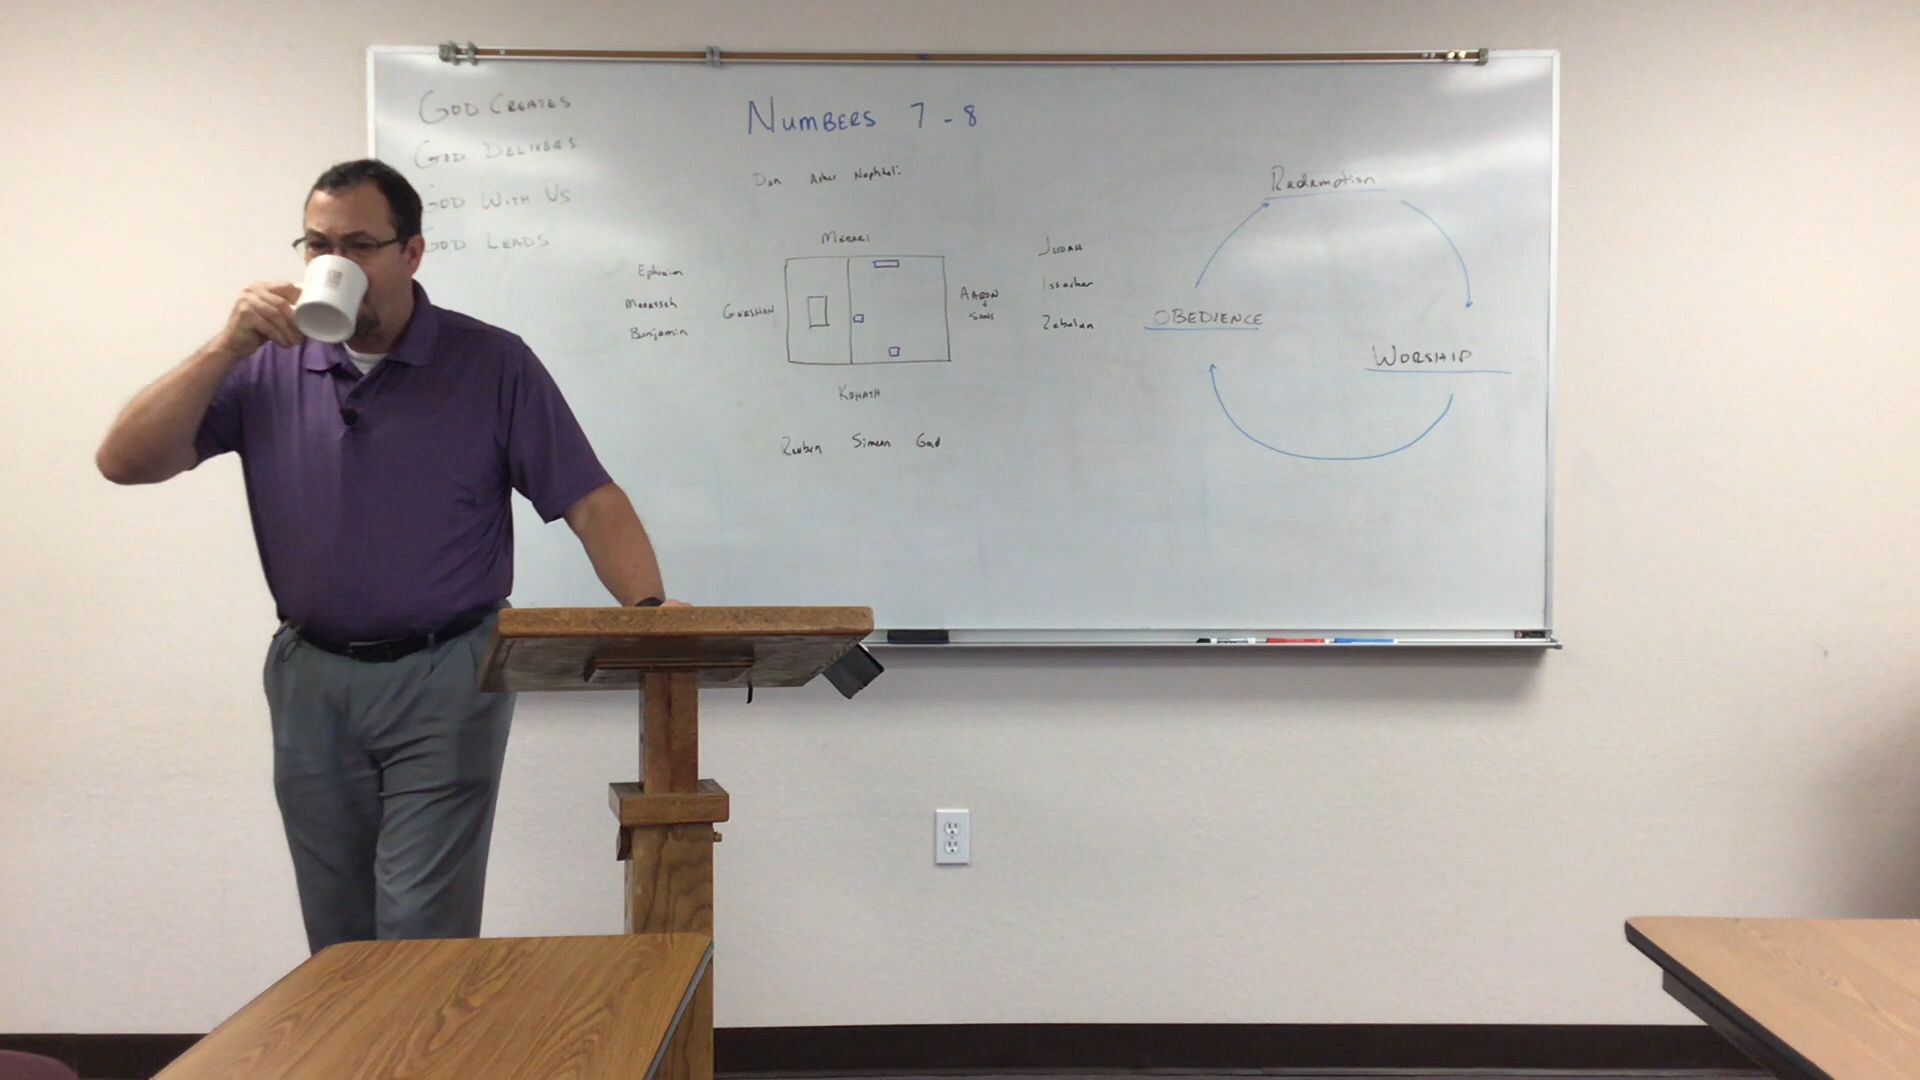 GOD CREATES
GOD DELIVERS
GOD WITH US
GOD LEADS
NUMBERS 7-8
Dan Asher Naphtali
MERARI
Ephraim
Manasseh
Benjamin
GERSHON
AARON
&
SONS
JUDAH
Issachar
Zebulun
KOHATH
Reuben Simeon Gad
Redemption
OBEDIENCE
WORSHIP